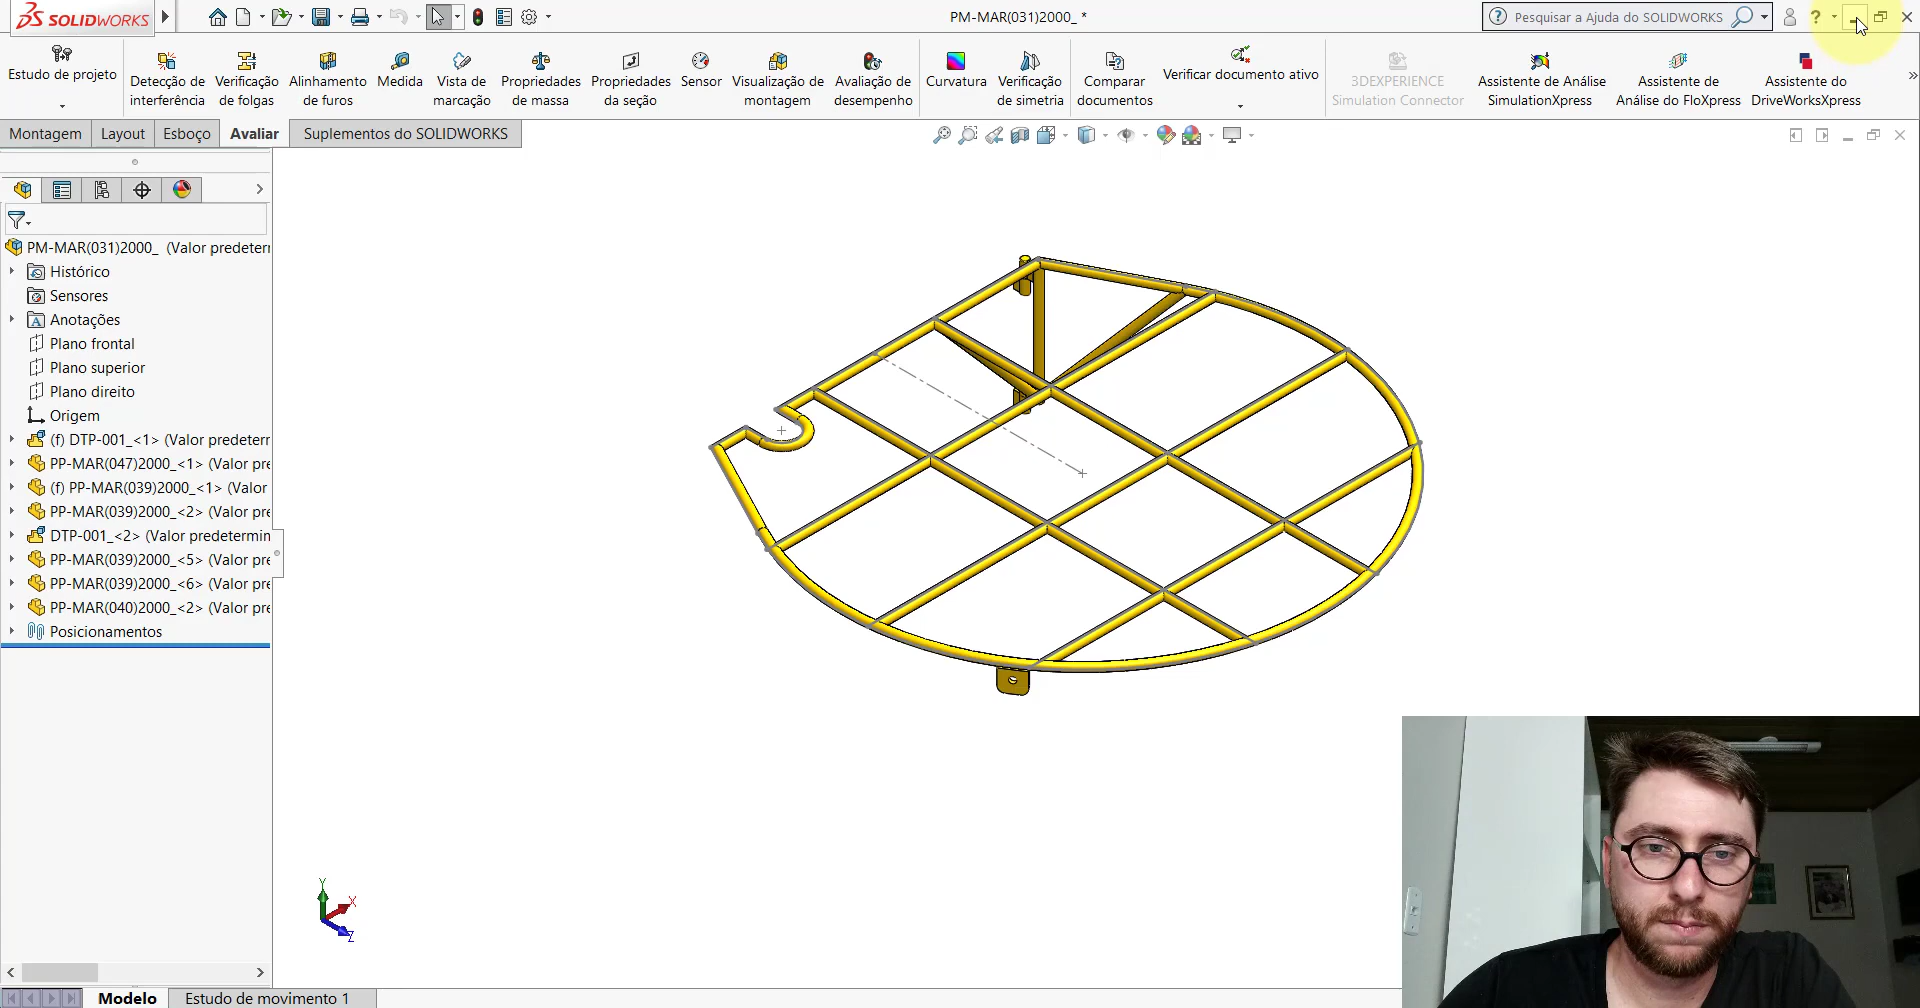 SOLIDWORKS
PM-MAR(031)2000_ *
Pesquisar a Ajuda do SOLIDWORKS
Estudo de projeto
Detecção de interferência
Verificação de folgas
Alinhamento de furos
Medida
Vista de marcação
Propriedades de massa
Propriedades da seção
Sensor
Visualização de montagem
Avaliação de desempenho
Curvatura
Verificação de simetria
Comparar documentos
Verificar documento ativo
3DEXPERIENCE Simulation Connector
Assistente de Análise SimulationXpress
Assistente de Análise do FloXpress
Assistente do DriveWorksXpress
Montagem
Layout
Esboço
Avaliar
Suplementos do SOLIDWORKS
PM-MAR(031)2000_ (Valor predeterr
Histórico
Sensores
Anotações
Plano frontal
Plano superior
Plano direito
Origem
(f) DTP-001_<1> (Valor predeterr
PP-MAR(047)2000_<1> (Valor pre
(f) PP-MAR(039)2000_<1> (Valor
PP-MAR(039)2000_<2> (Valor pre
DTP-001_<2> (Valor predetermin
PP-MAR(039)2000_<5> (Valor pre
PP-MAR(039)2000_<6> (Valor pre
PP-MAR(040)2000_<2> (Valor pre
Posicionamentos
Y
X
Z
Modelo
Estudo de movimento 1